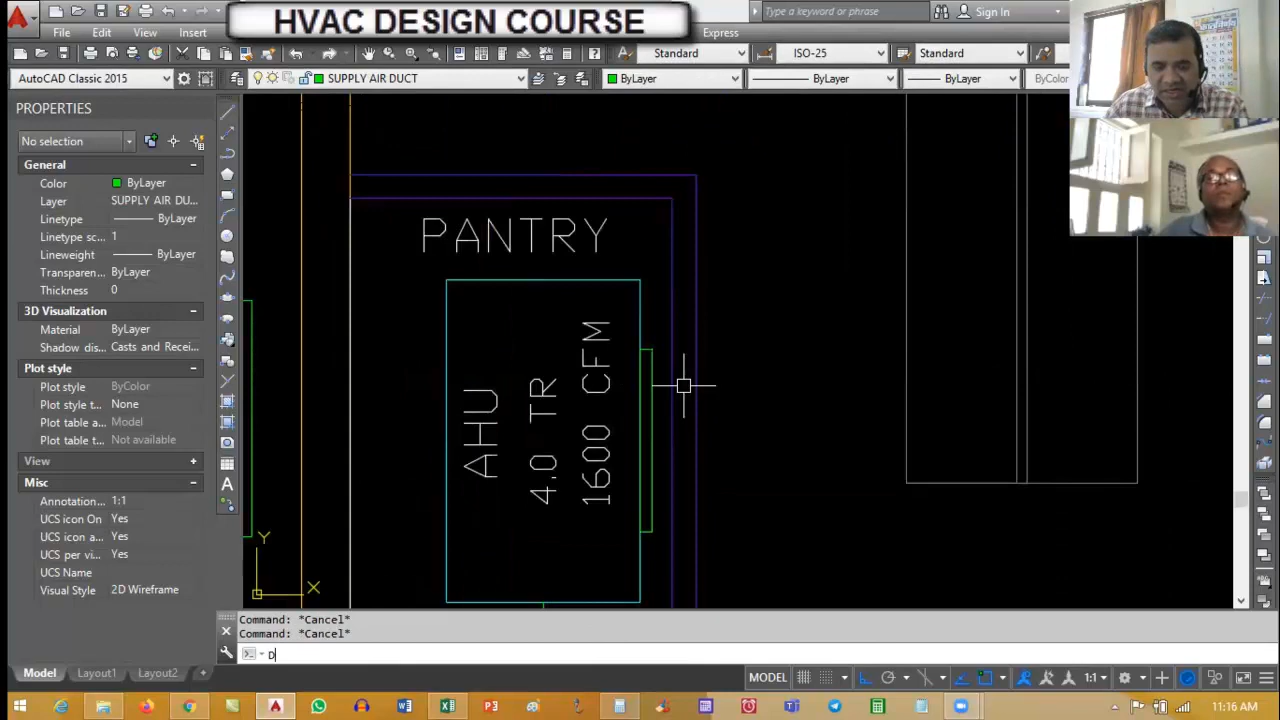 HVAC DESIGN COURSE
Type a keyword or phrase
Sign In
File
Edit
View
Insert
Express
Standard
ISO-25
Standard
AutoCAD Classic 2015
SUPPLY AIR DUCT
ByLayer
ByLayer
ByLayer
ByColor
PROPERTIES
No selection
General
Color ByLayer
Layer SUPPLY AIR DU...
Linetype ByLayer
Linetype sc... 1
Lineweight ByLayer
Transparen... ByLayer
Thickness 0
3D Visualization
Material ByLayer
Shadow dis... Casts and Recei...
Plot style
Plot style ByColor
Plot style t... None
Plot table a... Model
Plot table t... Not available
View
Misc
Annotation... 1:1
UCS icon On Yes
UCS icon a... Yes
UCS per vi... Yes
UCS Name
Visual Style 2D Wireframe
PANTRY
AHU
4.0 TR
1600 CFM
Y
X
Command: *Cancel*
Command: *Cancel*
D
Model
Layout1
Layout2
MODEL
1:1
11:16 AM